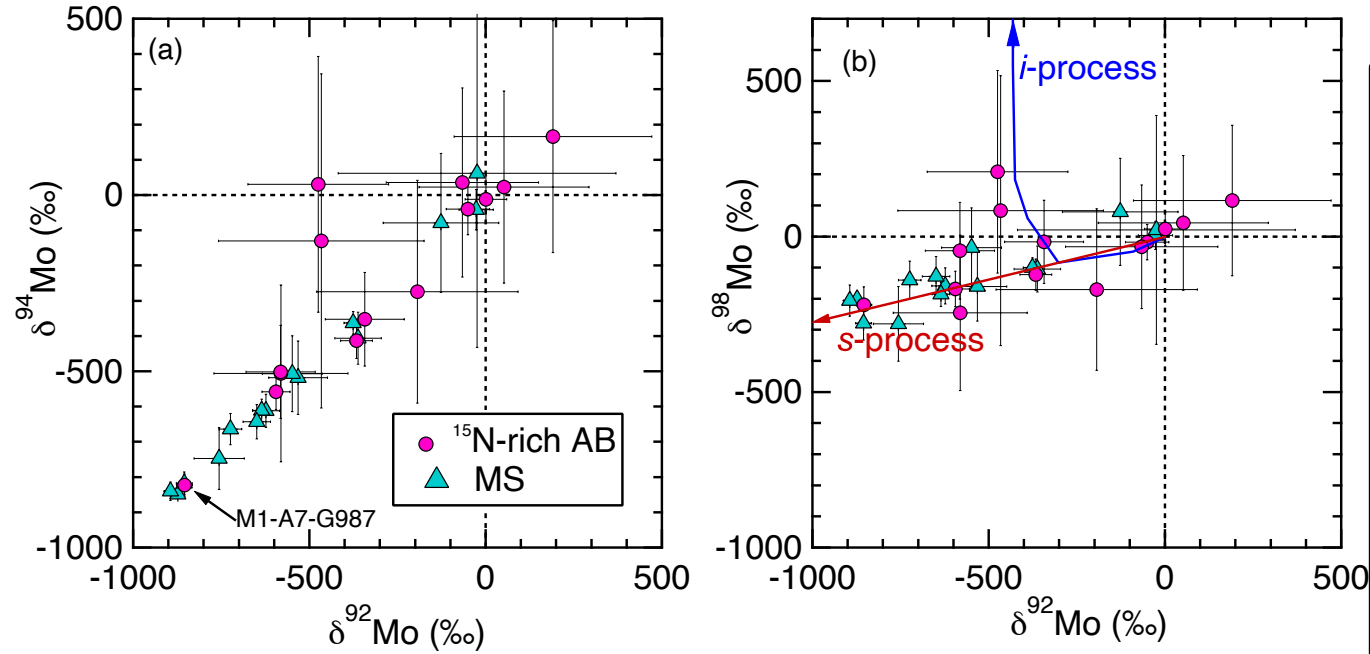 (a)
500
0
-500
-1000
δ⁹⁴Mo (‰)
¹⁵N-rich AB
MS
M1-A7-G987
-1000 -500 0 500
δ⁹²Mo (‰)
(b)
i-process
500
0
s-process
-500
-1000
δ⁹⁸Mo (‰)
-1000 -500 0 500
δ⁹²Mo (‰)